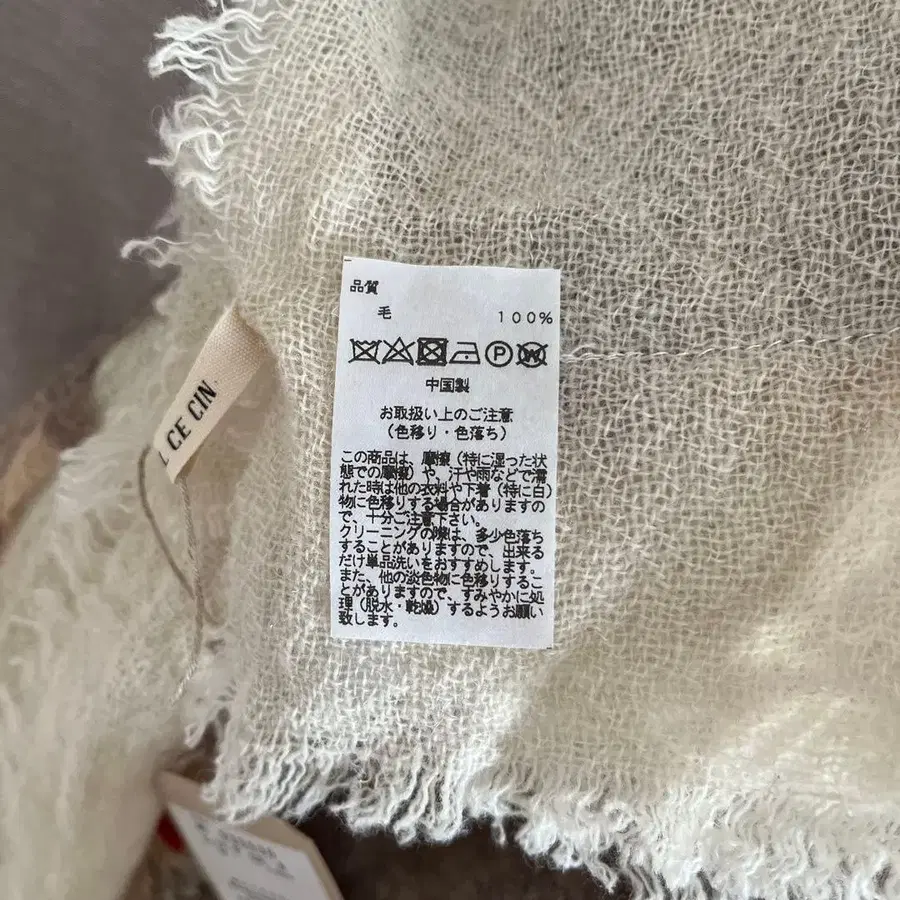 品質
毛 100%
P W
中国製
お取扱い上のご注意
(色移り・色落ち)
この商品は、摩擦(特に湿った状
態での摩擦)や、汗や雨などで濡
れた時は他の衣料や下着(特に白)
物に色移りする場合がありますの
で、十分ご注意下さい。
クリーニングの際は、多少色落ち
することがありますので、出来る
だけ単品洗いをおすすめします。
また、他の淡色物に色移りするこ
とがありますので、すみやかに処
理(脱水・乾燥)するようお願い
致します。
L CE CIN